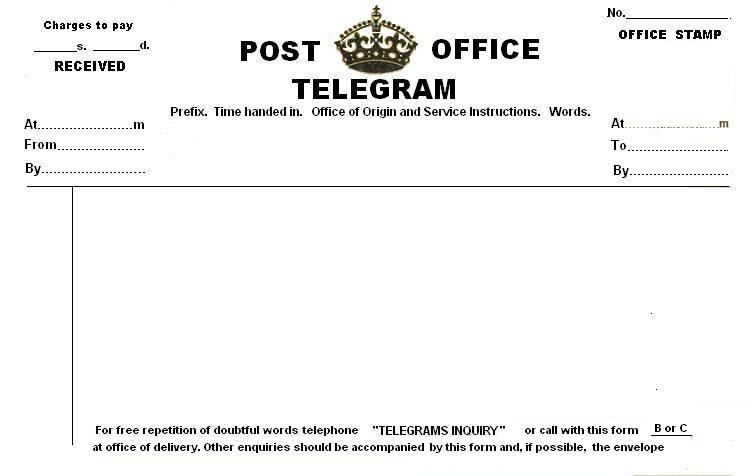 Charges to pay
_______s. _______d.
RECEIVED
POST OFFICE
TELEGRAM
No.________________
OFFICE STAMP
Prefix. Time handed in. Office of Origin and Service Instructions. Words.
At........................m
From......................
By..........................
At........................m
To..........................
By..........................
For free repetition of doubtful words telephone "TELEGRAMS INQUIRY" or call with this form B or C
at office of delivery. Other enquiries should be accompanied by this form and, if possible, the envelope